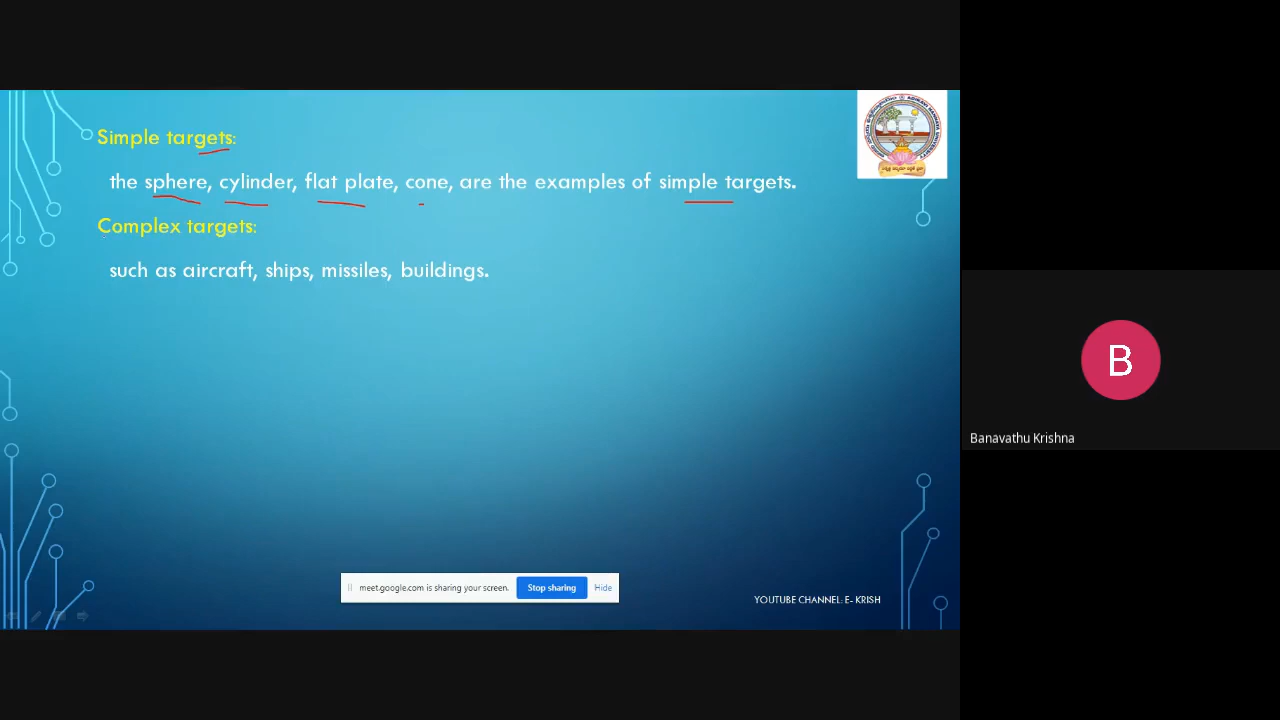 Simple targets:
the sphere, cylinder, flat plate, cone, are the examples of simple targets.
Complex targets:
such as aircraft, ships, missiles, buildings.
meet.google.com is sharing your screen.
Stop sharing
Hide
YOUTUBE CHANNEL: E- KRISH
B
Banavathu Krishna